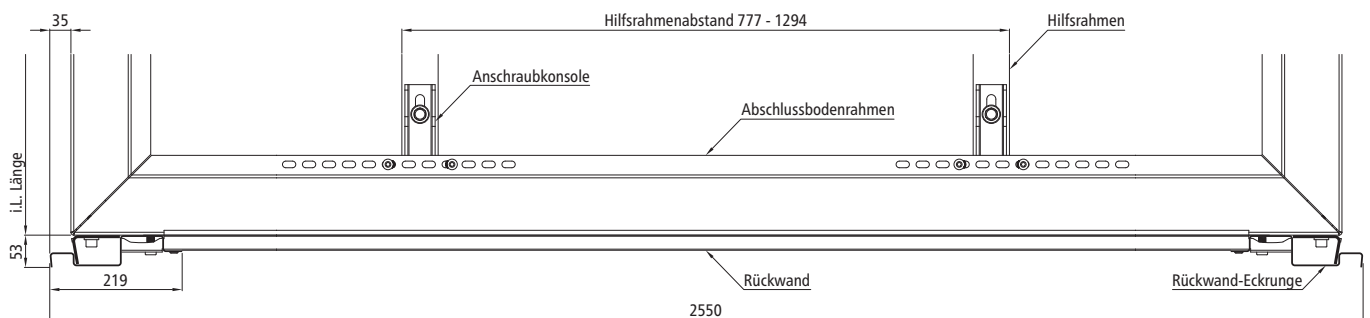 35
Hilfsrahmenabstand 777 - 1294
Hilfsrahmen
Anschraubkonsole
Abschlussbodenrahmen
i.L. Länge
53
219
Rückwand
Rückwand-Eckrunge
2550